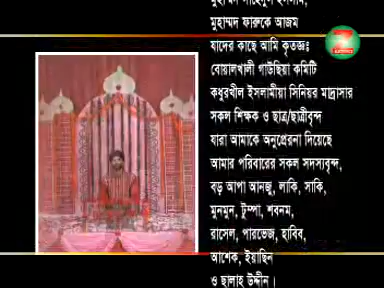 মুহাম্মদ ফারুকে আজম
যাদের কাছে আমি কৃতজ্ঞঃ
বোয়ালখালী গাউছিয়া কমিটি
কধুরখীল ইসলামীয়া সিনিয়র মাদ্রাসার
সকল শিক্ষক ও ছাত্র/ছাত্রীবৃন্দ
যারা আমাকে অনুপ্রেরনা দিয়েছে
আমার পরিবারের সকল সদস্যবৃন্দ,
বড় আপা আনজু, লাকি, সাকি,
মুনমুন, টুম্পা, শবনম,
রাসেল, পারভেজ, হাবিব,
আশেক, ইয়াছিন
ও ছালাহ উদ্দীন।